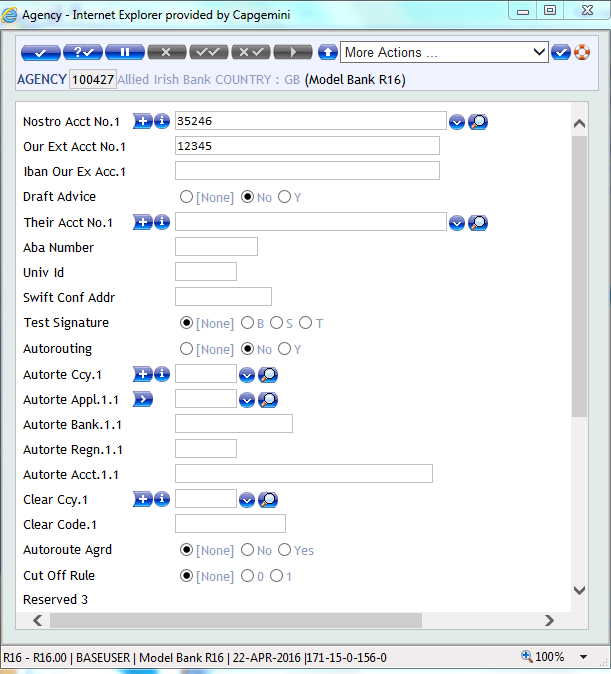 Agency - Internet Explorer provided by Capgemini
More Actions ...
AGENCY 100427 Allied Irish Bank COUNTRY : GB (Model Bank R16)
Nostro Acct No.1 35246
Our Ext Acct No.1 12345
Iban Our Ex Acc.1
Draft Advice [None] No Y
Their Acct No.1
Aba Number
Univ Id
Swift Conf Addr
Test Signature [None] B S T
Autorouting [None] No Y
Autorte Ccy.1
Autorte Appl.1.1
Autorte Bank.1.1
Autorte Regn.1.1
Autorte Acct.1.1
Clear Ccy.1
Clear Code.1
Autoroute Agrd [None] No Yes
Cut Off Rule [None] 0 1
Reserved 3
R16 - R16.00 | BASEUSER | Model Bank R16 | 22-APR-2016 |171-15-0-156-0 100%